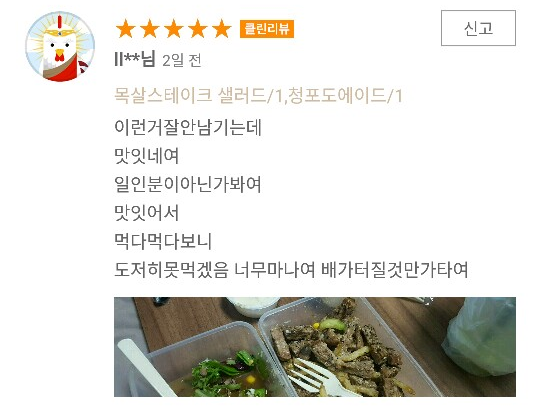 클린리뷰
신고
ll**님 2일 전
목살스테이크 샐러드/1,청포도에이드/1
이런거잘안남기는데
맛잇네여
일인분이아닌가봐여
맛잇어서
먹다먹다보니
도저히못먹겠음 너무마나여 배가터질것만가타여